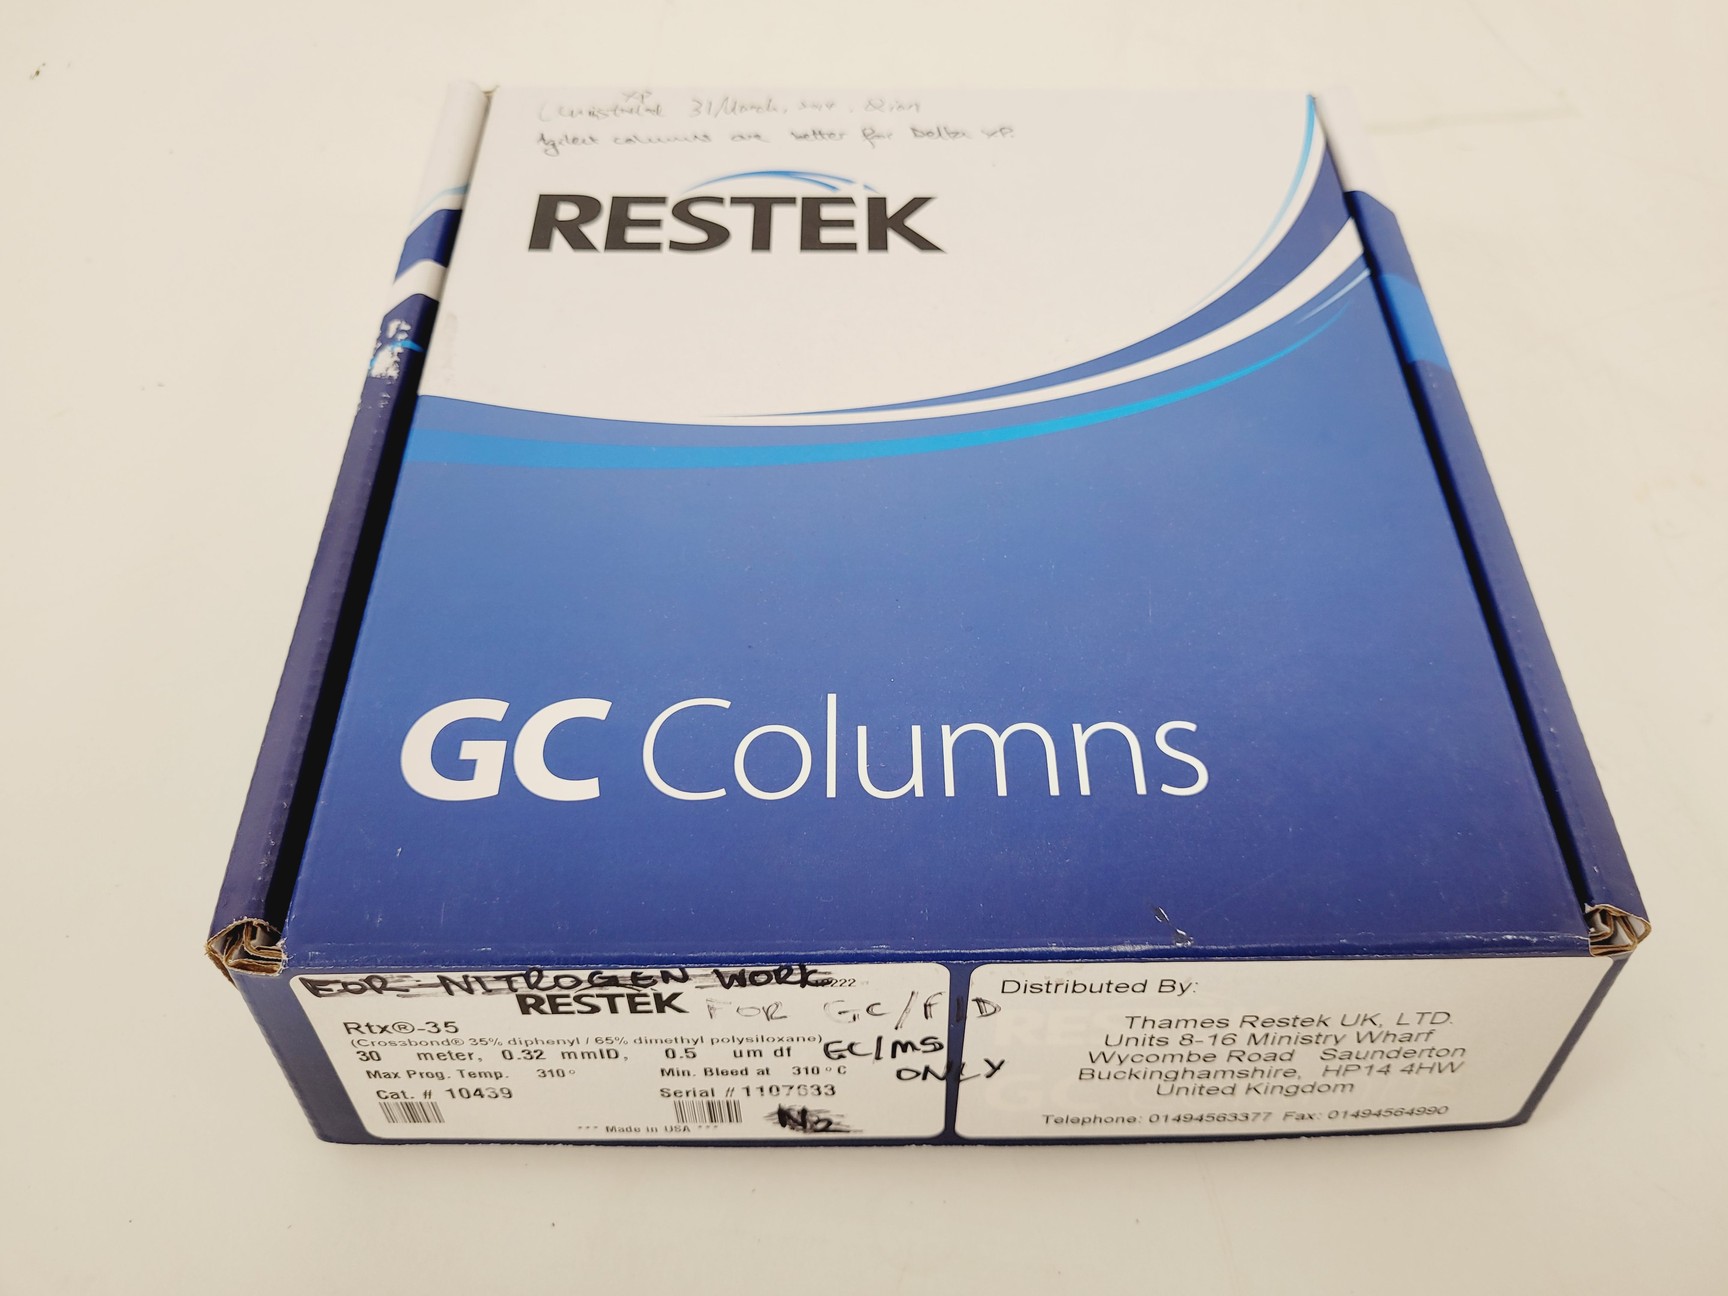 31/March,
Agilent columns are better for Delta XP.
RESTEK
GC Columns
FOR NITROGEN WORK
RESTEK FOR GC/FID
Rtx®-35
(Crossbond® 35% diphenyl / 65% dimethyl polysiloxane)
30 meter, 0.32 mmID, 0.5 um df GC/MS
Max Prog. Temp. 310° Min. Bleed at 310°C ONLY
Cat. # 10439 Serial # 1107633
N2
*** Made in USA ***
Distributed By:
Thames Restek UK, LTD.
Units 8-16 Ministry Wharf
Wycombe Road Saunderton
Buckinghamshire, HP14 4HW
United Kingdom
Telephone: 01494563377 Fax: 01494564990